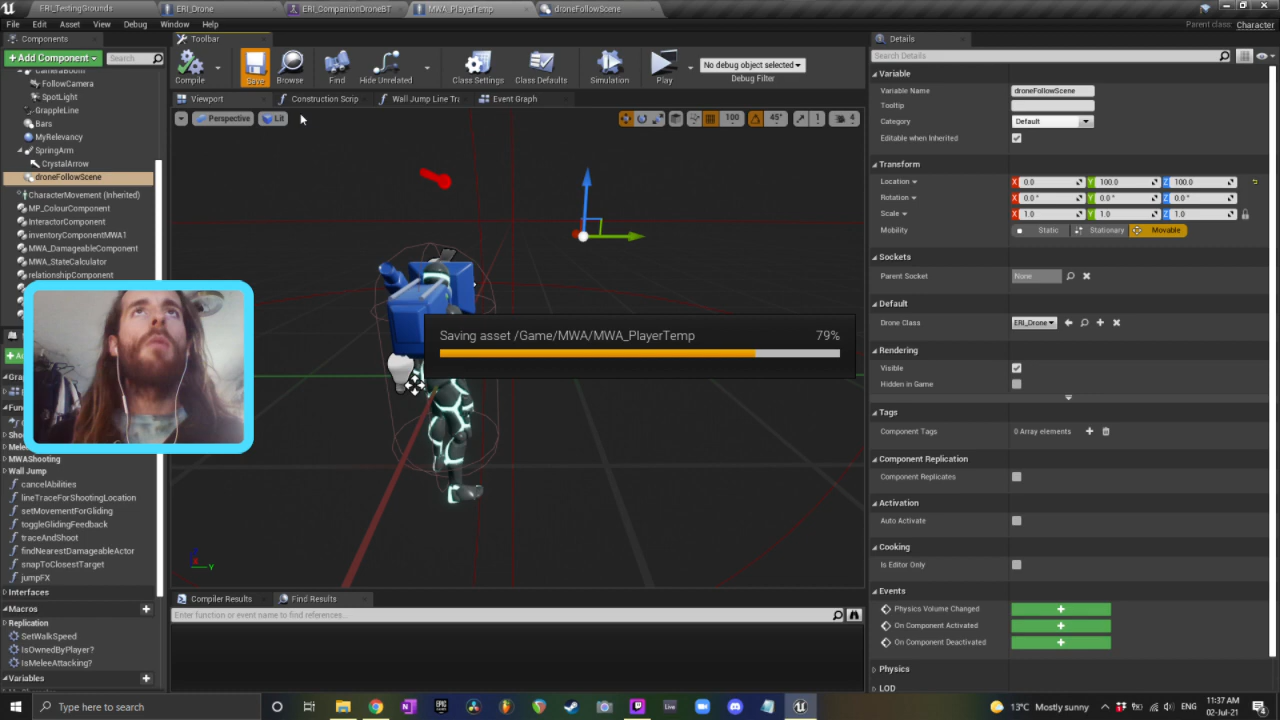 ERI_TestingGrounds
ERI_Drone
ERI_CompanionDroneBT
MWA_PlayerTemp
droneFollowScene
File Edit Asset View Debug Window Help
Parent class: Character
Components
Toolbar
Details
Add Component
Search
Compile
Save
Browse
Find
Hide Unrelated
Class Settings
Class Defaults
Simulation
Play
No debug object selected
Debug Filter
Search Details
CameraBoom
FollowCamera
SpotLight
GrappleLine
Bars
MyRelevancy
SpringArm
CrystalArrow
droneFollowScene
CharacterMovement (Inherited)
MP_ColourComponent
InteractorComponent
inventoryComponentMWA1
MWA_DamageableComponent
MWA_StateCalculator
relationshipComponent
Viewport
Construction Scrip
Wall Jump Line Tra
Event Graph
Perspective
Lit
100
45°
1
4
Saving asset /Game/MWA/MWA_PlayerTemp
79%
Z
Y
Variable
Variable Name droneFollowScene
Tooltip
Category Default
Editable when Inherited
Transform
Location X 0.0 Y 100.0 Z 100.0
Rotation X 0.0 ° Y 0.0 ° Z 0.0 °
Scale X 1.0 Y 1.0 Z 1.0
Mobility Static Stationary Movable
Sockets
Parent Socket None
Default
Drone Class ERI_Drone
Rendering
Visible
Hidden in Game
Tags
Component Tags 0 Array elements
Component Replication
Component Replicates
Activation
Auto Activate
Cooking
Is Editor Only
Events
Physics Volume Changed
On Component Activated
On Component Deactivated
Physics
LOD
MWAShooting
Wall Jump
cancelAbilities
lineTraceForShootingLocation
setMovementForGliding
toggleGlidingFeedback
traceAndShoot
findNearestDamageableActor
snapToClosestTarget
jumpFX
Interfaces
Macros
Replication
SetWalkSpeed
IsOwnedByPlayer?
IsMeleeAttacking?
Variables
Compiler Results
Find Results
Enter function or event name to find references...
Type here to search
13°C Mostly sunny
ENG
11:37 AM
02-Jul-21